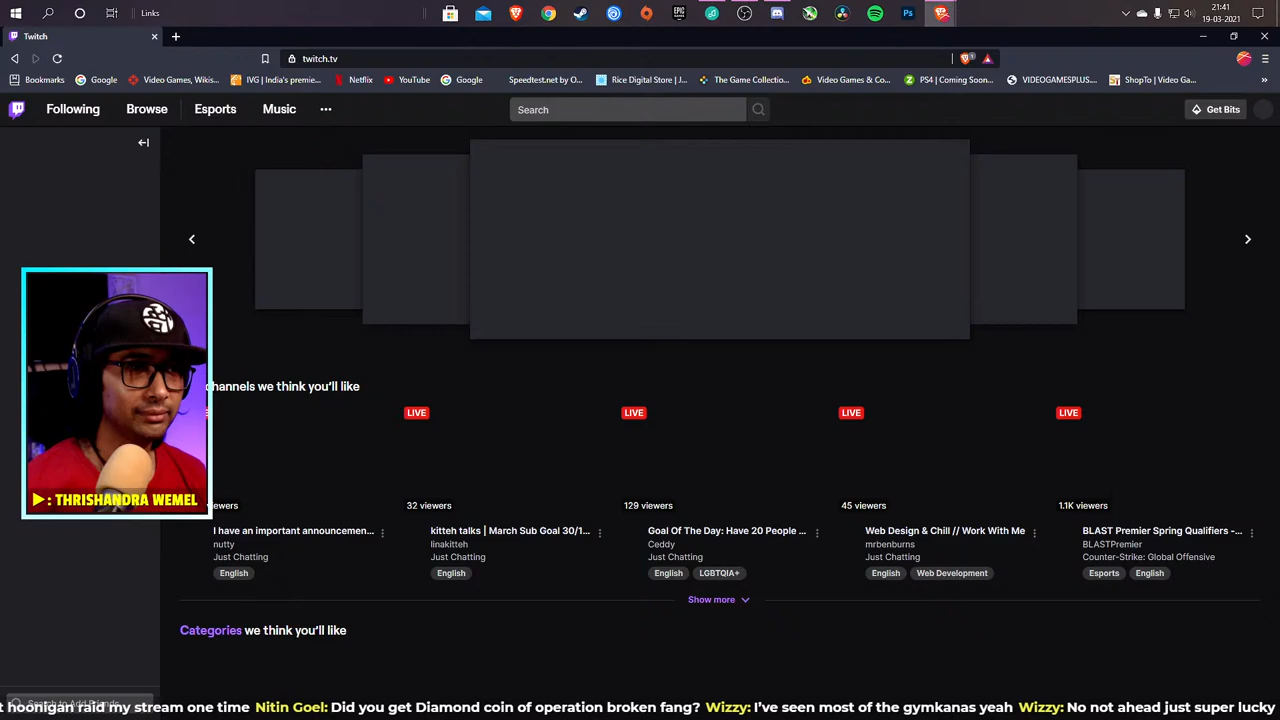 Links
21:41
19-03-2021
Twitch
twitch.tv
1
Bookmarks
Google
Video Games, Wikis...
IVG | India's premie...
Netflix
YouTube
Google
Speedtest.net by O...
Rice Digital Store | J...
The Game Collectio...
Video Games & Co...
PS4 | Coming Soon...
VIDEOGAMESPLUS...
ShopTo | Video Ga...
Following
Browse
Esports
Music
Search
Get Bits
channels we think you'll like
LIVE
LIVE
LIVE
LIVE
32 viewers
129 viewers
45 viewers
1.1K viewers
I have an important announcemen...
nutty
Just Chatting
English
kitteh talks | March Sub Goal 30/1...
linakitteh
Just Chatting
English
Goal Of The Day: Have 20 People ...
Ceddy
Just Chatting
English LGBTQIA+
Web Design & Chill // Work With Me
mrbenburns
Just Chatting
English Web Development
BLAST Premier Spring Qualifiers -...
BLASTPremier
Counter-Strike: Global Offensive
Esports English
Show more
Categories we think you'll like
: THRISHANDRA WEMEL
Search to Add Friends
t hoonigan raid my stream one time Nitin Goel: Did you get Diamond coin of operation broken fang? Wizzy: I've seen most of the gymkanas yeah Wizzy: No not ahead just super lucky